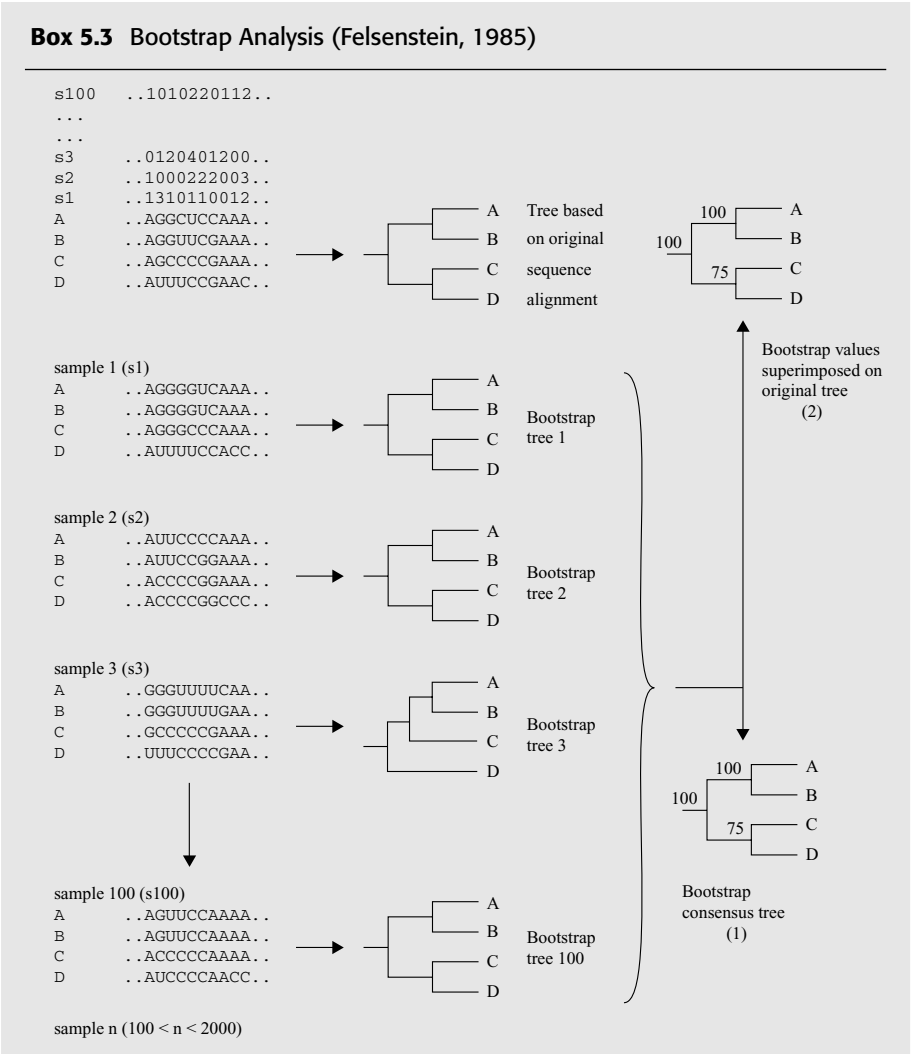 Box 5.3 Bootstrap Analysis (Felsenstein, 1985)
s100 ..1010220112..
...
...
s3 ..0120401200..
s2 ..1000222003..
s1 ..1310110012..
A ..AGGCUCCAAA..
B ..AGGUUCGAAA..
C ..AGCCCCGAAA..
D ..AUUUCCGAAC..
A Tree based
B on original
C sequence
D alignment
100 A
100 B
75 C
D
Bootstrap values
superimposed on
original tree
(2)
sample 1 (s1)
A ..AGGGGUCAAA..
B ..AGGGGUCAAA..
C ..AGGGCCCAAA..
D ..AUUUUCCACC..
A
B
C
D
Bootstrap
tree 1
sample 2 (s2)
A ..AUUCCCCAAA..
B ..AUUCCGGAAA..
C ..ACCCCGGAAA..
D ..ACCCCGGCCC..
A
B
C
D
Bootstrap
tree 2
sample 3 (s3)
A ..GGGUUUUCAA..
B ..GGGUUUUGAA..
C ..GCCCCCGAAA..
D ..UUUCCCCGAA..
A
B
C
D
Bootstrap
tree 3
100 A
100 B
75 C
D
Bootstrap
consensus tree
(1)
sample 100 (s100)
A ..AGUUCCAAAA..
B ..AGUUCCAAAA..
C ..ACCCCCAAAA..
D ..AUCCCCAACC..
A
B
C
D
Bootstrap
tree 100
sample n (100 < n < 2000)